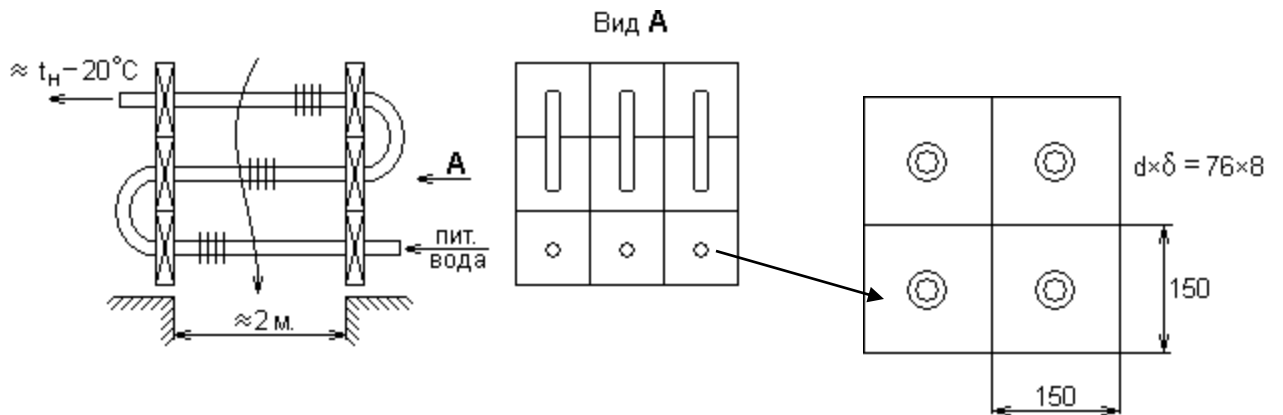 Вид А
≈ tн−20°C
А
пит.
вода
≈2 м.
d×δ = 76×8
150
150